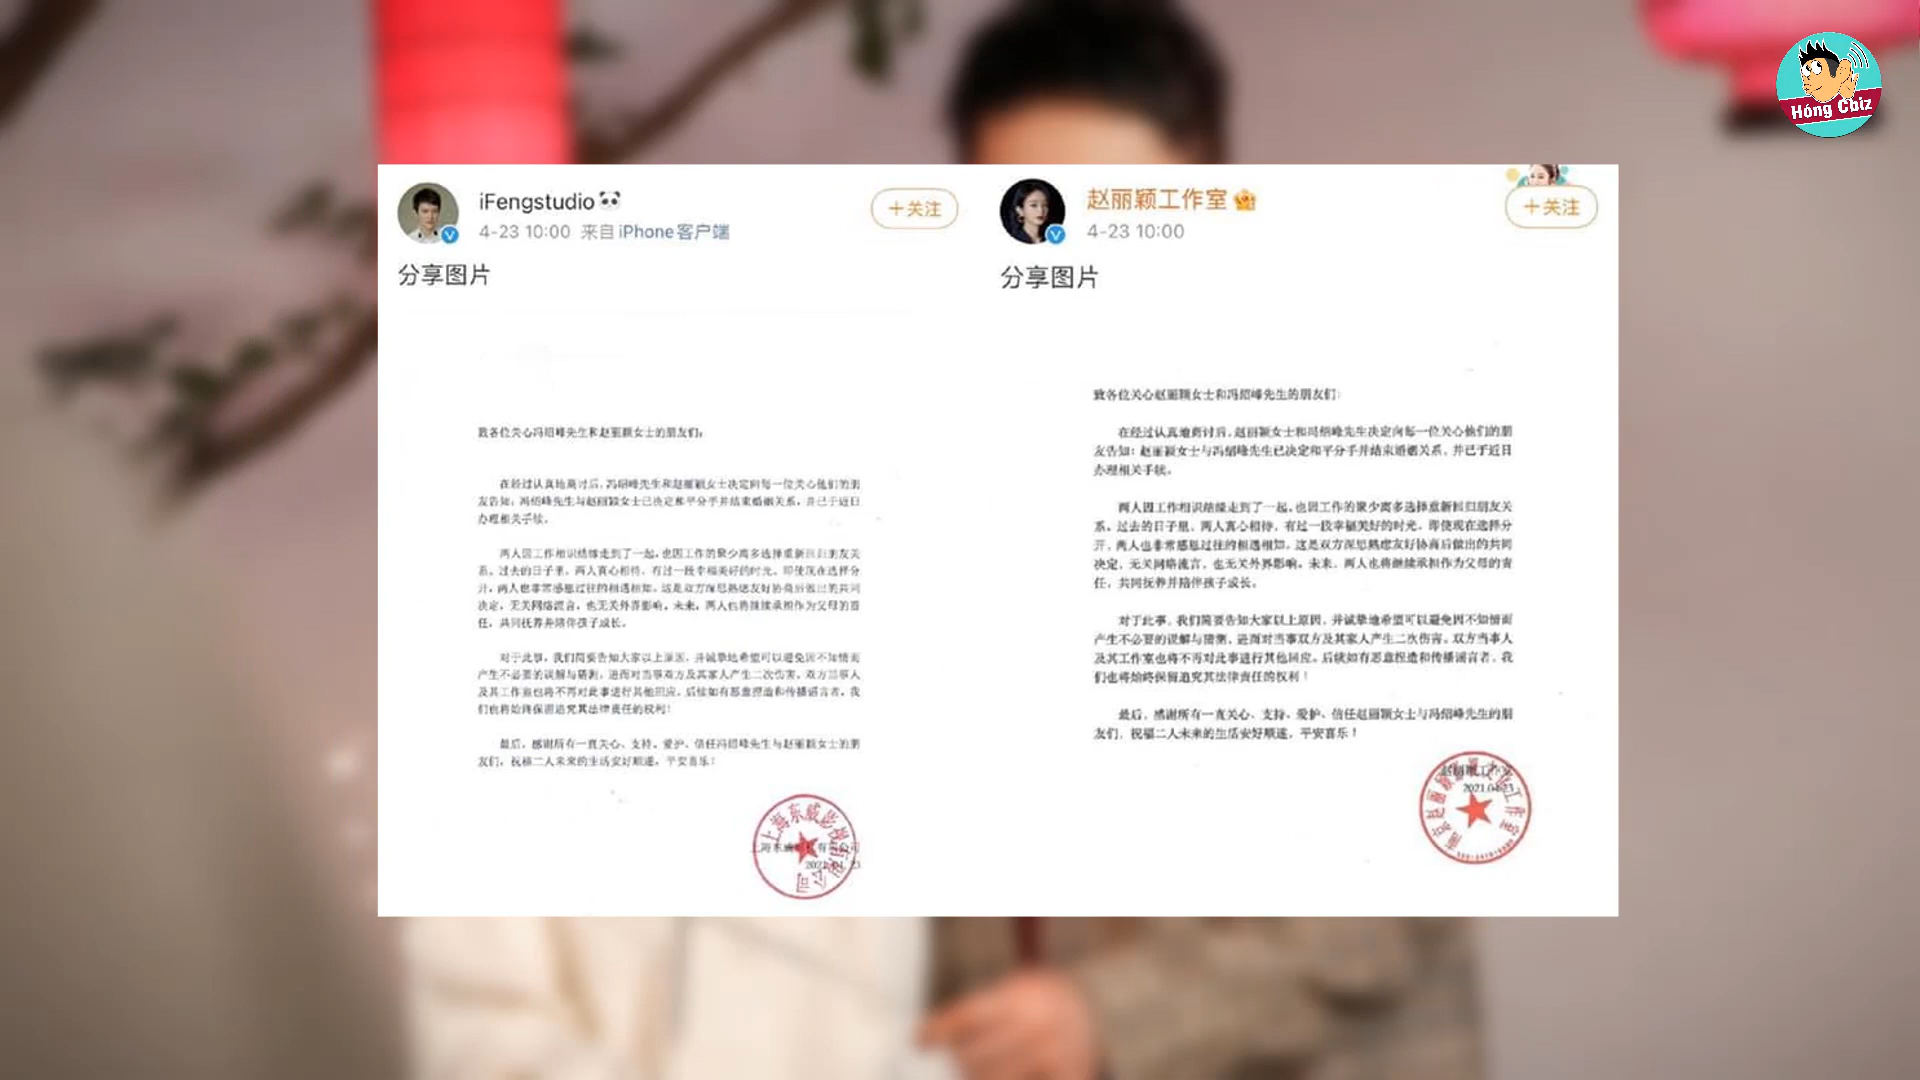 Hóng Cbiz
iFengstudio
4-23 10:00 来自 iPhone客户端
+关注
分享图片
致各位关心冯绍峰先生和赵丽颖女士的朋友们:
在经过认真地商讨后,冯绍峰先生和赵丽颖女士决定向每一位关心他们的朋
友告知:冯绍峰先生与赵丽颖女士已决定和平分手并结束婚姻关系,并已于近日
办理相关手续。
两人因工作相识结缘走到了一起,也因工作的聚少离多选择重新回归朋友关
系。过去的日子里,两人真心相待,有过一段幸福美好的时光。即使现在选择分
开,两人也非常感恩过往的相遇相知。这是双方深思熟虑友好协商后做出的共同
决定,无关网络流言,也无关外界影响。未来,两人也将继续承担作为父母的责
任,共同抚养并陪伴孩子成长。
对于此事,我们简要告知大家以上原因,并诚挚地希望可以避免因不知情而
产生不必要的误解与猜测,进而对当事双方及其家人产生二次伤害。双方当事人
及其工作室也将不再对此事进行其他回应。后续如有恶意捏造和传播谣言者,我
们也将始终保留追究其法律责任的权利!
最后,感谢所有一直关心、支持、爱护、信任冯绍峰先生与赵丽颖女士的朋
友们,祝福二人未来的生活安好顺遂,平安喜乐!
上海东威影视有限公司
赵丽颖工作室
4-23 10:00
+关注
分享图片
致各位关心赵丽颖女士和冯绍峰先生的朋友们:
在经过认真地商讨后,赵丽颖女士和冯绍峰先生决定向每一位关心他们的朋
友告知:赵丽颖女士与冯绍峰先生已决定和平分手并结束婚姻关系,并已于近日
办理相关手续。
两人因工作相识结缘走到了一起,也因工作的聚少离多选择重新回归朋友关
系。过去的日子里,两人真心相待,有过一段幸福美好的时光。即使现在选择分
开,两人也非常感恩过往的相遇相知。这是双方深思熟虑友好协商后做出的共同
决定,无关网络流言,也无关外界影响。未来,两人也将继续承担作为父母的责
任,共同抚养并陪伴孩子成长。
对于此事,我们简要告知大家以上原因,并诚挚地希望可以避免因不知情而
产生不必要的误解与猜测,进而对当事双方及其家人产生二次伤害。双方当事人
及其工作室也将不再对此事进行其他回应。后续如有恶意捏造和传播谣言者,我
们也将始终保留追究其法律责任的权利!
最后,感谢所有一直关心、支持、爱护、信任赵丽颖女士与冯绍峰先生的朋
友们,祝福二人未来的生活安好顺遂,平安喜乐!
赵丽颖工作室
2021.04.23